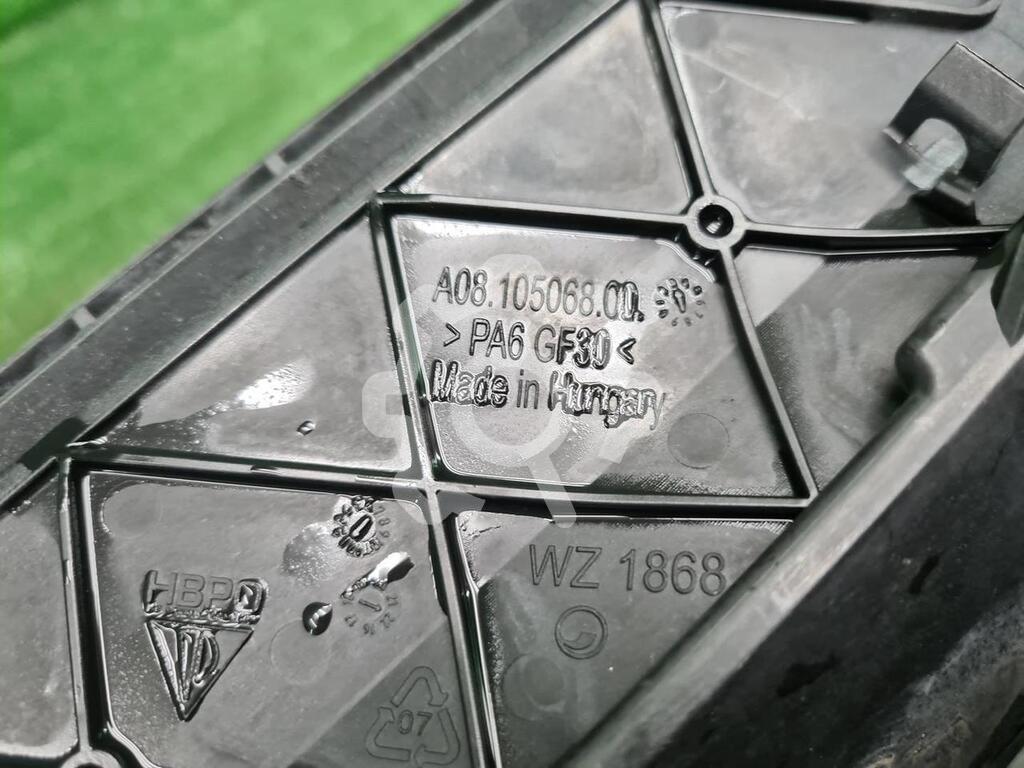 A08.105068.00.
>PA6 GF30<
Made in Hungary
WZ 1868
HBPO
07